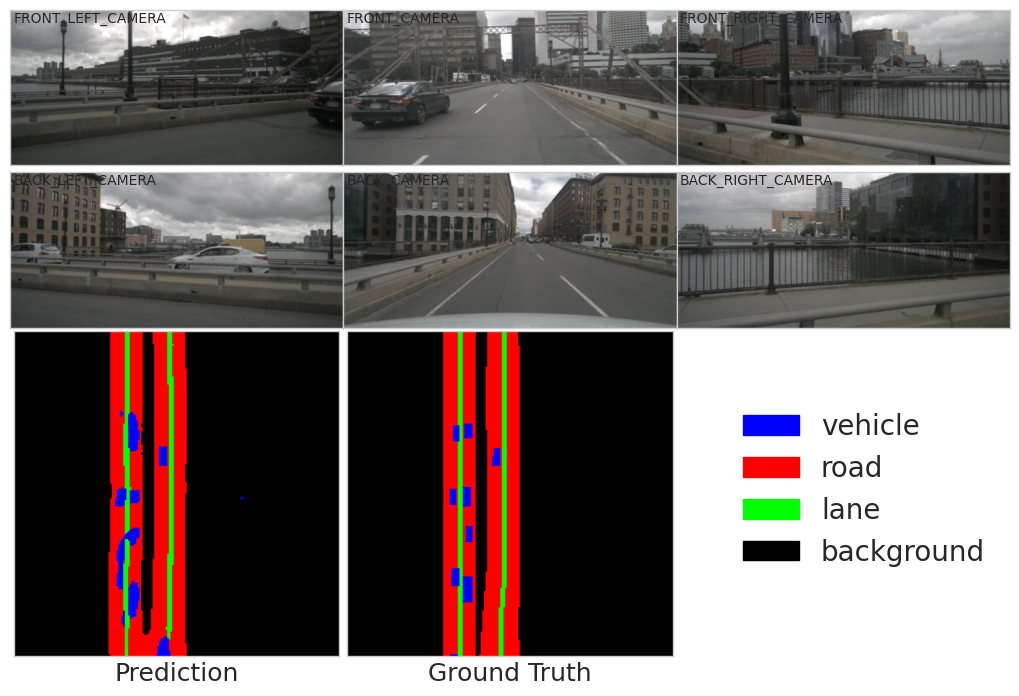 FRONT_LEFT_CAMERA
FRONT_CAMERA
FRONT_RIGHT_CAMERA
BACK_LEFT_CAMERA
BACK_CAMERA
BACK_RIGHT_CAMERA
vehicle
road
lane
background
Prediction
Ground Truth